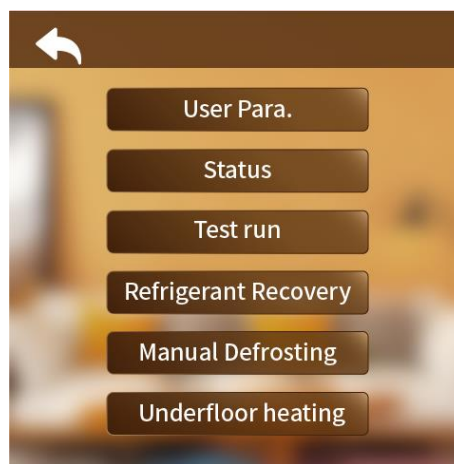 User Para.
Status
Test run
Refrigerant Recovery
Manual Defrosting
Underfloor heating